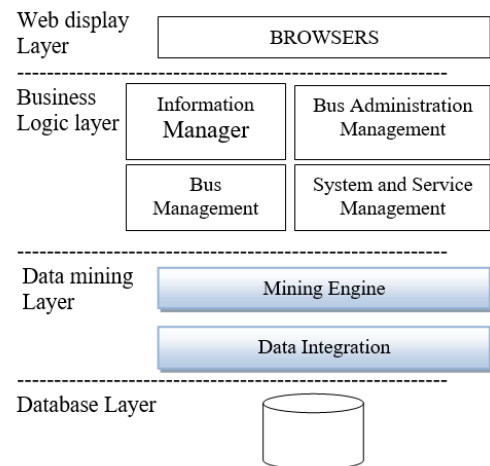 Web display
Layer
BROWSERS
Business
Logic layer
Information
Manager
Bus Administration
Management
Bus
Management
System and Service
Management
Data mining
Layer
Mining Engine
Data Integration
Database Layer